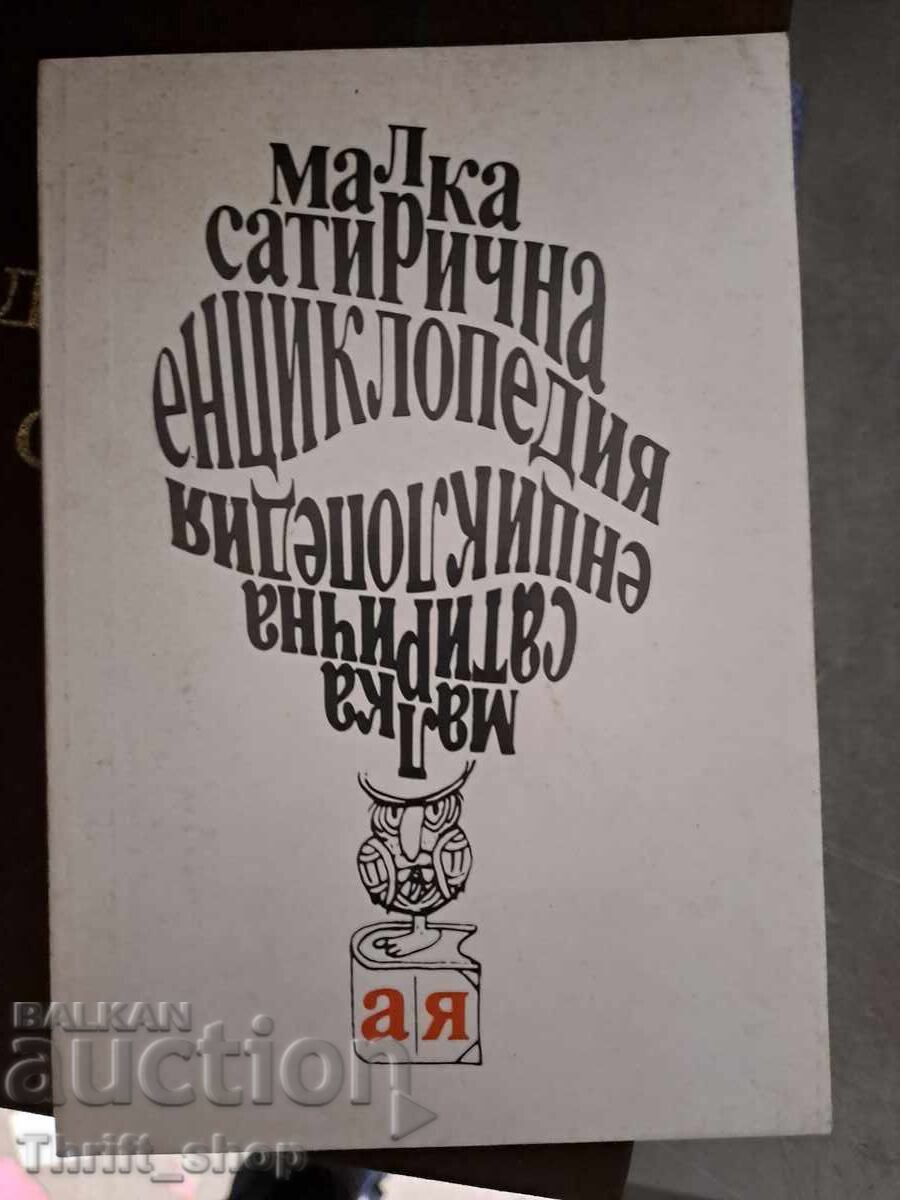 малка
сатирична
енциклопедия
енциклопедия
сатирична
малка
а я
BALKAN
auction
Thrift_shop